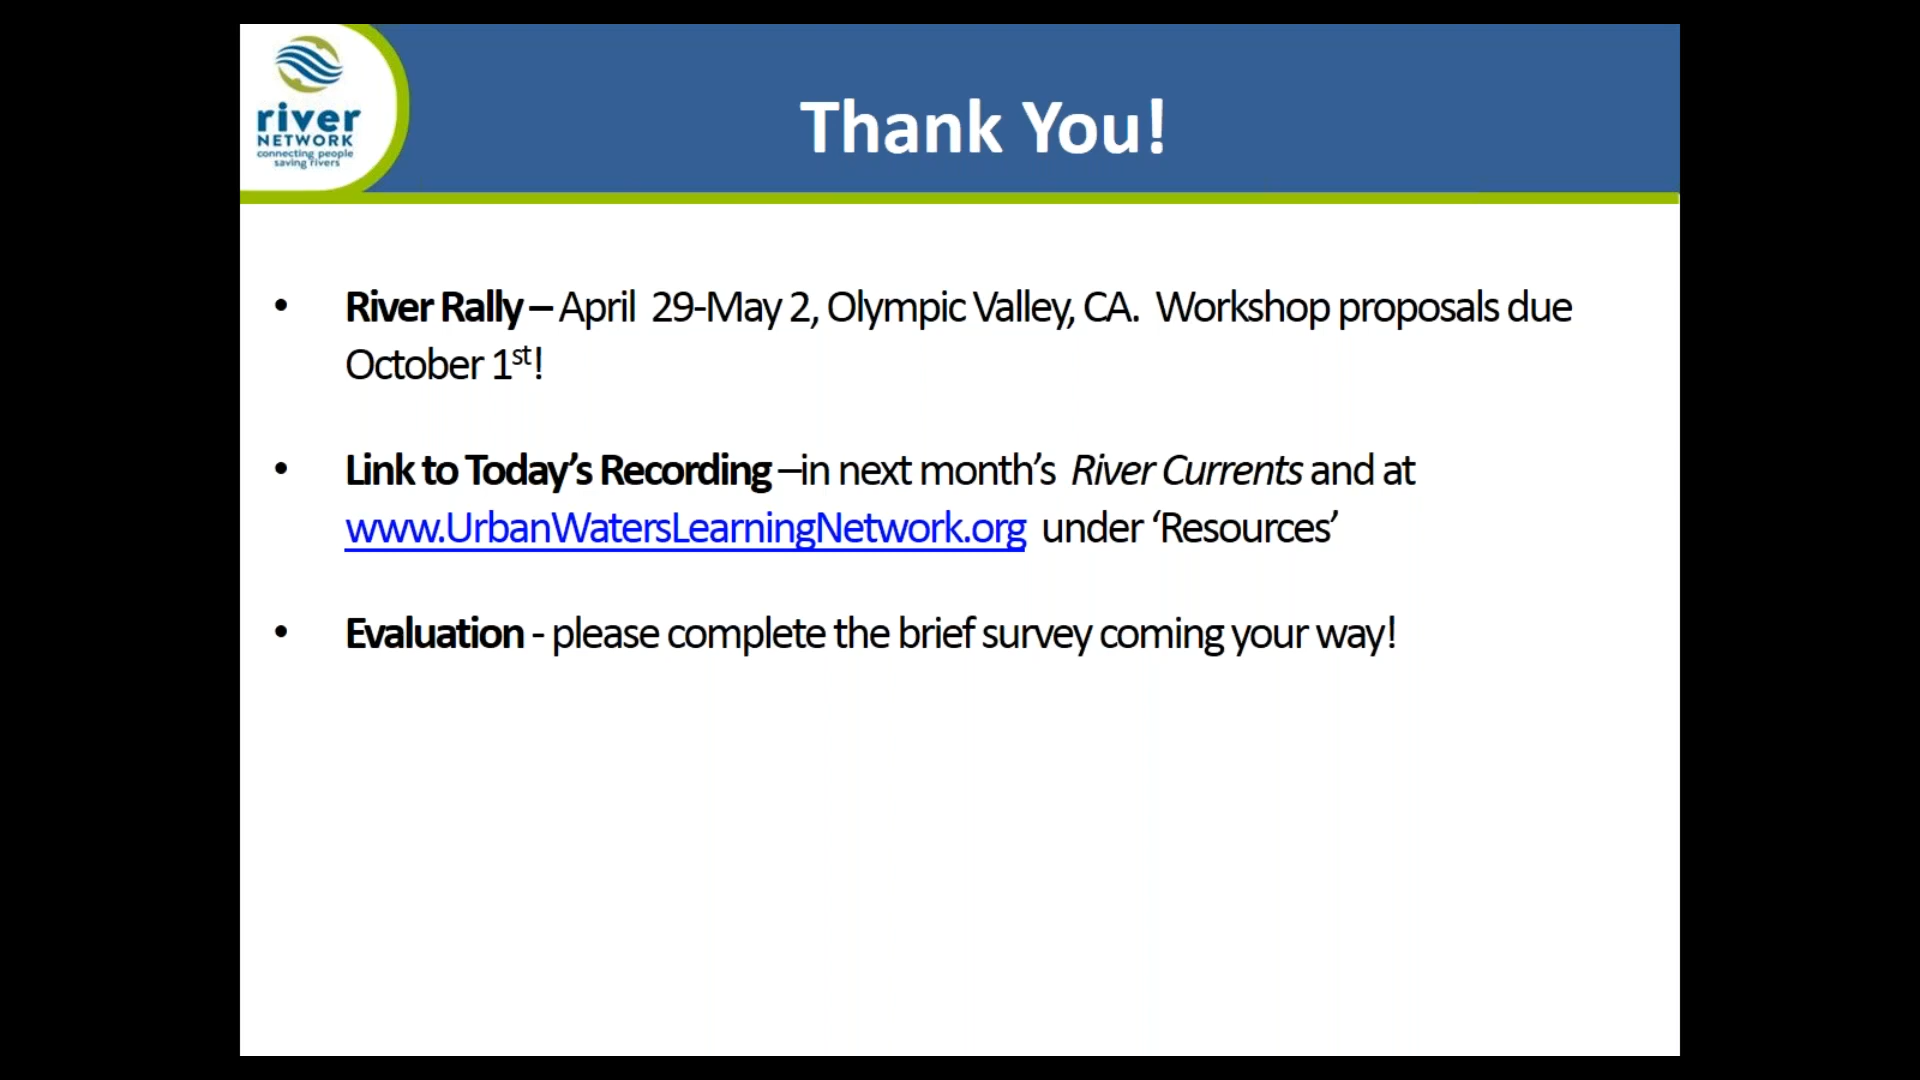 river
NETWORK
connecting people
saving rivers
Thank You!
• River Rally – April 29-May 2, Olympic Valley, CA. Workshop proposals due
October 1st!
• Link to Today’s Recording –in next month’s River Currents and at
www.UrbanWatersLearningNetwork.org under ‘Resources’
• Evaluation - please complete the brief survey coming your way!